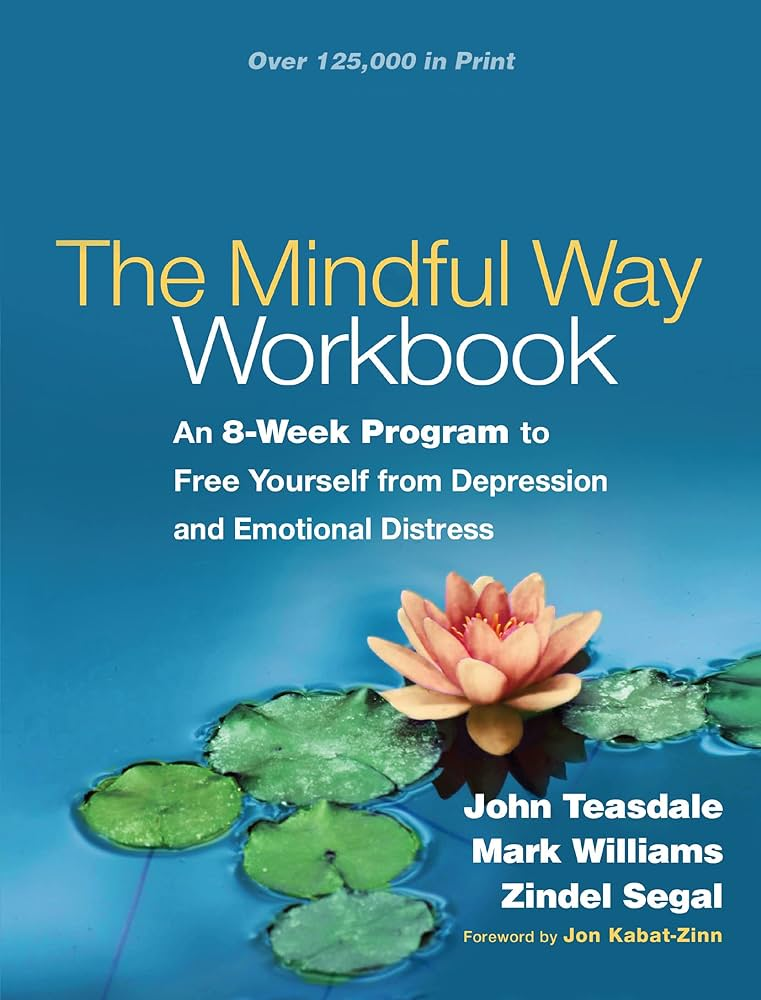 Over 125,000 in Print
The Mindful Way
Workbook
An 8-Week Program to
Free Yourself from Depression
and Emotional Distress
John Teasdale
Mark Williams
Zindel Segal
Foreword by Jon Kabat-Zinn